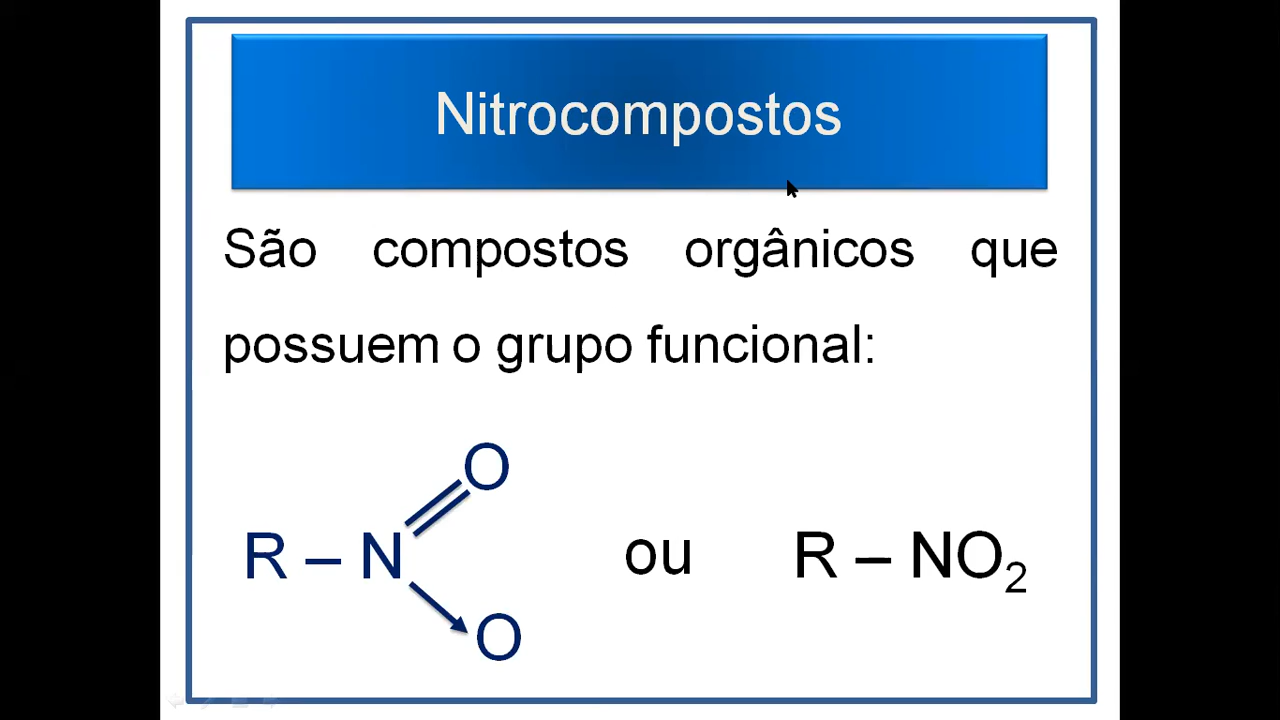 Nitrocompostos
São compostos orgânicos que
possuem o grupo funcional:
O
R – N ou R – NO₂
O